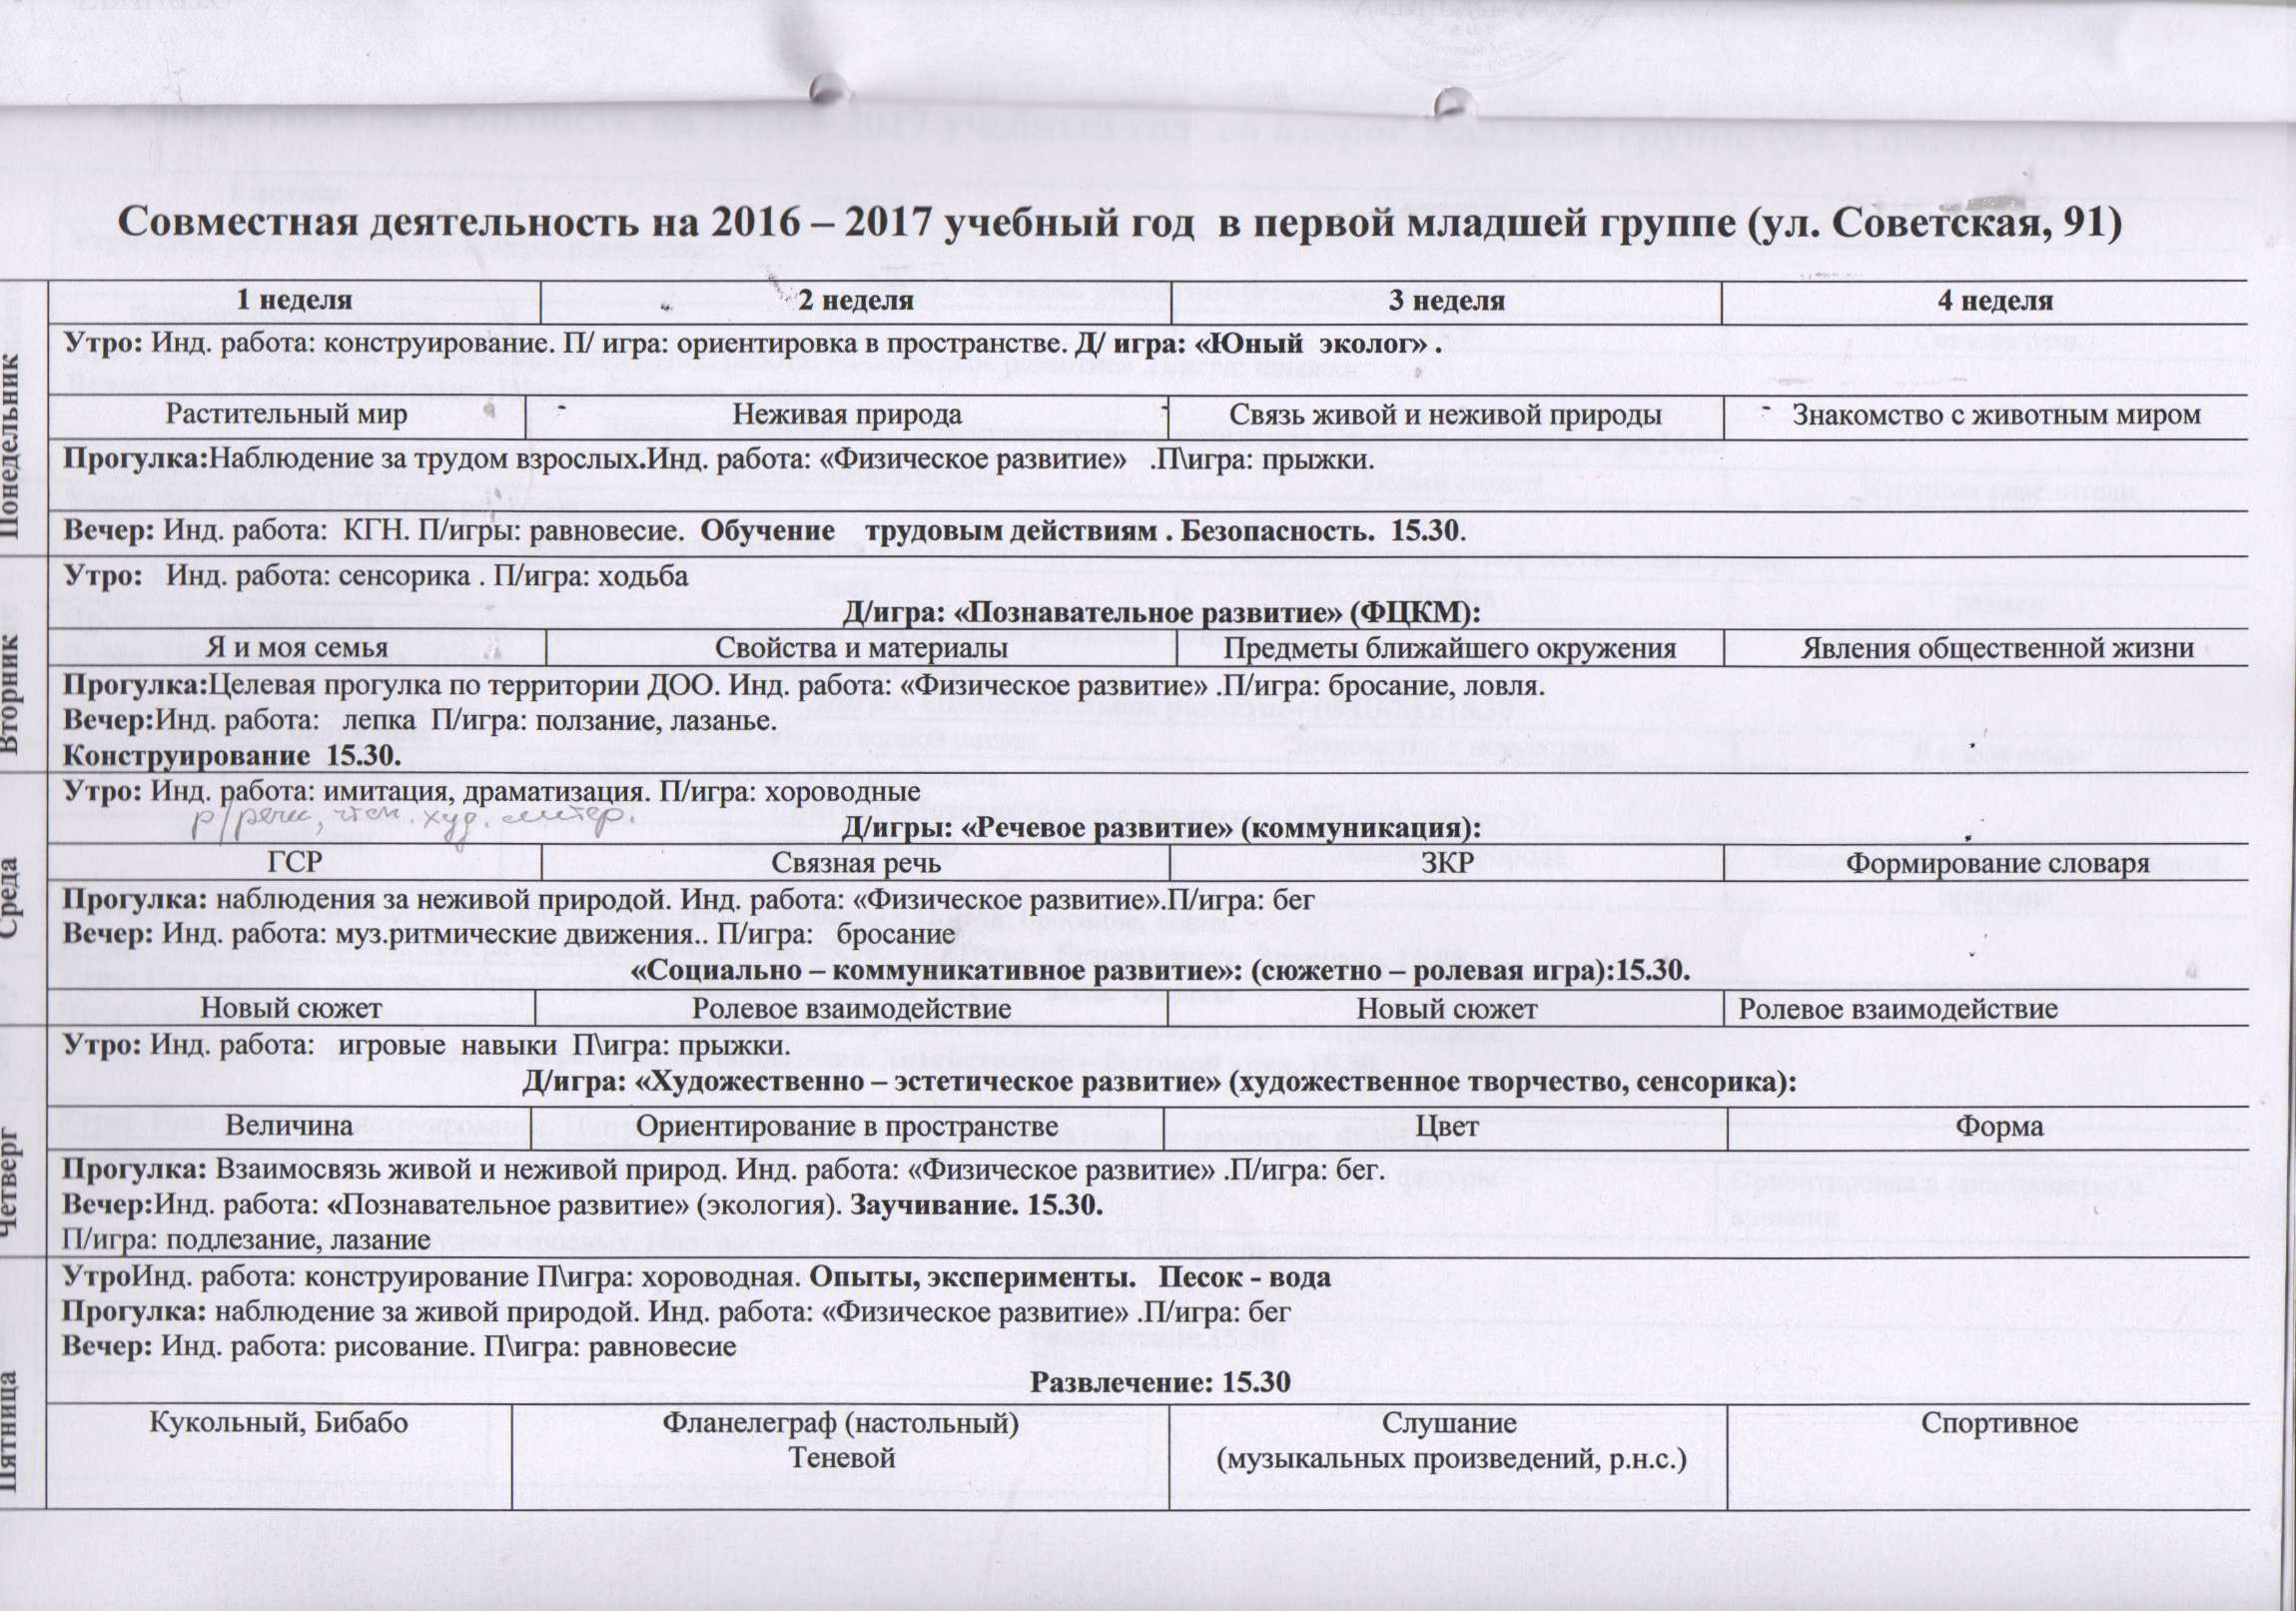 Совместная деятельность на 2016 – 2017 учебный год в первой младшей группе (ул. Советская, 91)
1 неделя 2 неделя 3 неделя 4 неделя
Понедельник
Утро: Инд. работа: конструирование. П/ игра: ориентировка в пространстве. Д/ игра: «Юный эколог» .
Растительный мир Неживая природа Связь живой и неживой природы Знакомство с животным миром
Прогулка:Наблюдение за трудом взрослых.Инд. работа: «Физическое развитие» .П\игра: прыжки.
Вечер: Инд. работа: КГН. П/игры: равновесие. Обучение трудовым действиям . Безопасность. 15.30.
Вторник
Утро: Инд. работа: сенсорика . П/игра: ходьба
Д/игра: «Познавательное развитие» (ФЦКМ):
Я и моя семья Свойства и материалы Предметы ближайшего окружения Явления общественной жизни
Прогулка:Целевая прогулка по территории ДОО. Инд. работа: «Физическое развитие» .П/игра: бросание, ловля.
Вечер:Инд. работа: лепка П/игра: ползание, лазанье.
Конструирование 15.30.
Среда
Утро: Инд. работа: имитация, драматизация. П/игра: хороводные
р/речи, чтен. худ. литер.
Д/игры: «Речевое развитие» (коммуникация):
ГСР Связная речь ЗКР Формирование словаря
Прогулка: наблюдения за неживой природой. Инд. работа: «Физическое развитие».П/игра: бег
Вечер: Инд. работа: муз.ритмические движения.. П/игра: бросание
«Социально – коммуникативное развитие»: (сюжетно – ролевая игра):15.30.
Новый сюжет Ролевое взаимодействие Новый сюжет Ролевое взаимодействие
Четверг
Утро: Инд. работа: игровые навыки П\игра: прыжки.
Д/игра: «Художественно – эстетическое развитие» (художественное творчество, сенсорика):
Величина Ориентирование в пространстве Цвет Форма
Прогулка: Взаимосвязь живой и неживой природ. Инд. работа: «Физическое развитие» .П/игра: бег.
Вечер:Инд. работа: «Познавательное развитие» (экология). Заучивание. 15.30.
П/игра: подлезание, лазание
Пятница
УтроИнд. работа: конструирование П\игра: хороводная. Опыты, эксперименты. Песок - вода
Прогулка: наблюдение за живой природой. Инд. работа: «Физическое развитие» .П/игра: бег
Вечер: Инд. работа: рисование. П\игра: равновесие
Развлечение: 15.30
Кукольный, Бибабо Фланелеграф (настольный) Слушание Спортивное
Теневой (музыкальных произведений, р.н.с.)